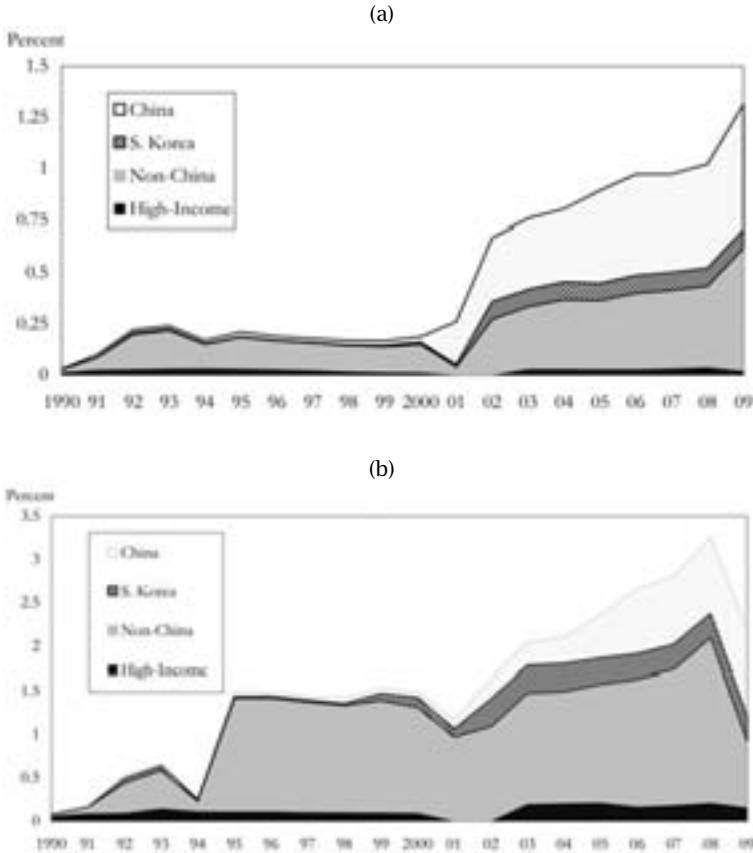 (a)
Percent
1.5
1.25
1
0.75
0.5
0.25
0
China
S. Korea
Non-China
High-Income
1990 91 92 93 94 95 96 97 98 99 2000 01 02 03 04 05 06 07 08 09
(b)
Percent
3.5
3
2.5
2
1.5
1
0.5
0
China
S. Korea
Non-China
High-Income
1990 91 92 93 94 95 96 97 98 99 2000 01 02 03 04 05 06 07 08 09